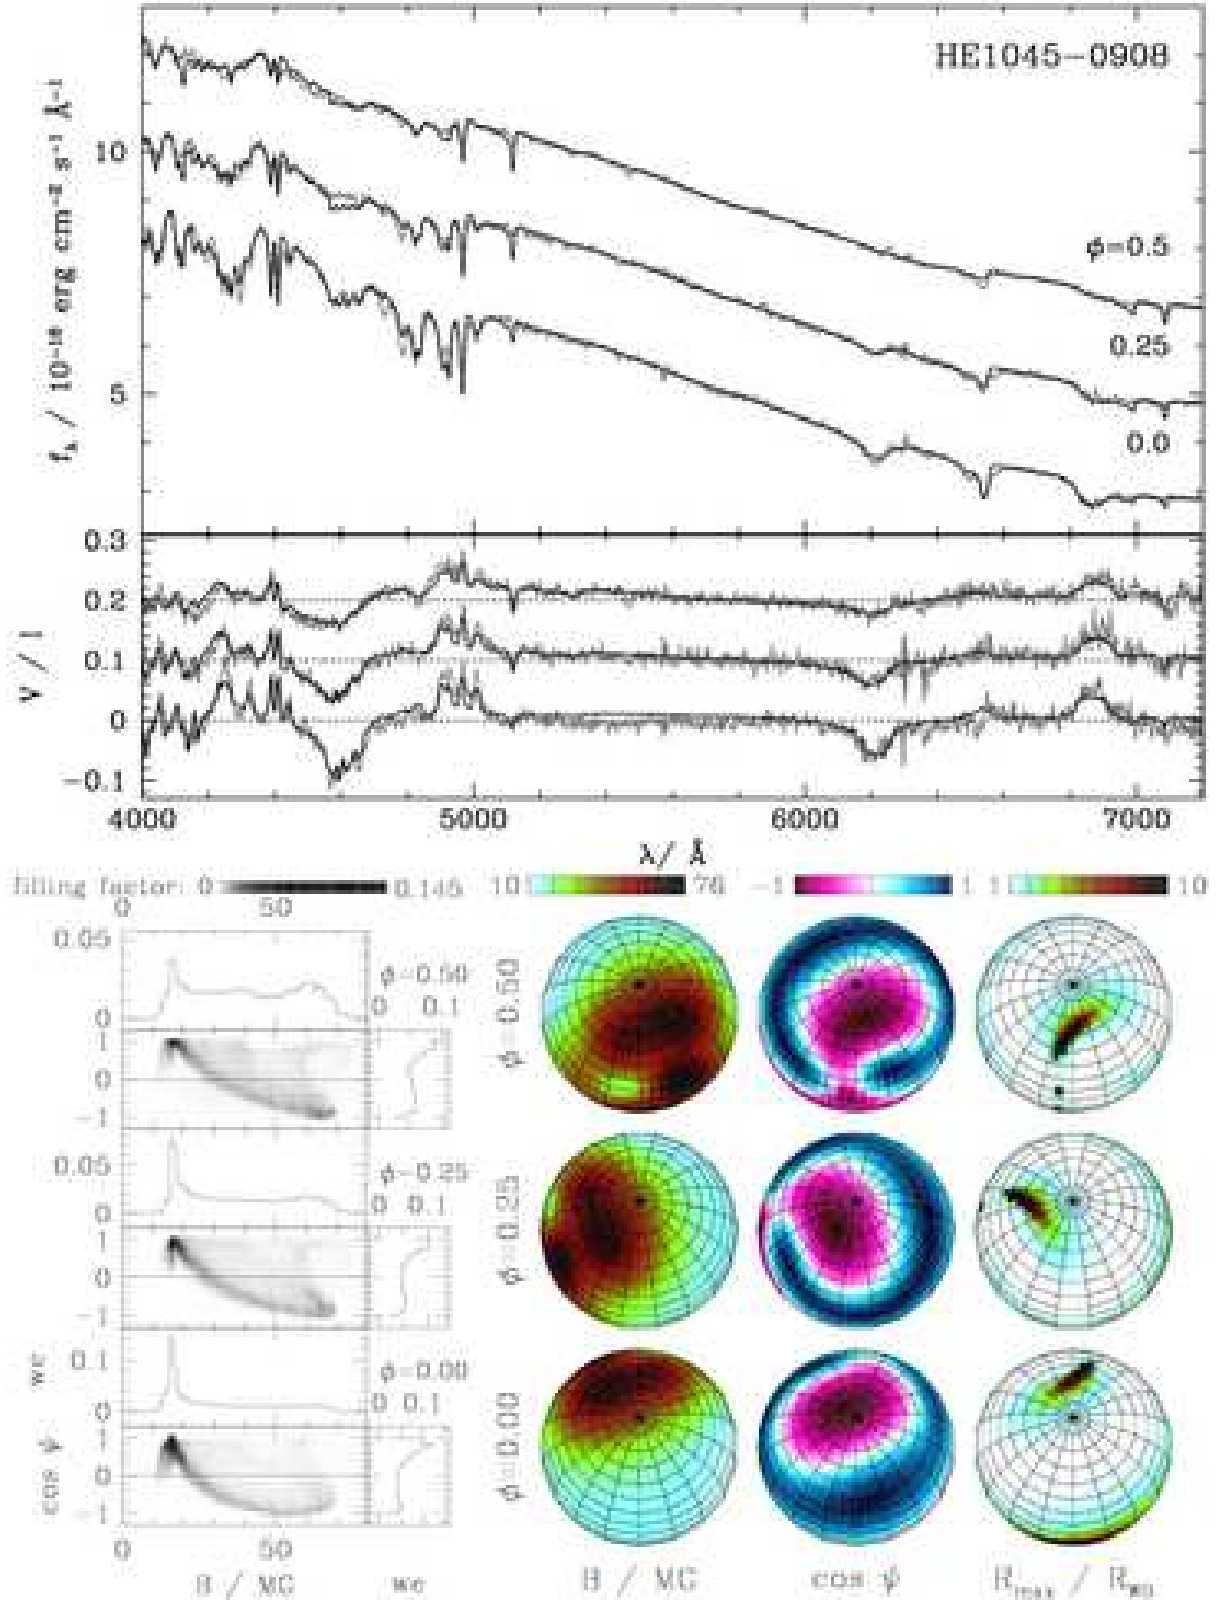 HE1045−0908
f_λ / 10⁻¹⁶ erg cm⁻² s⁻¹ Å⁻¹
10
5
φ=0.5
0.25
0.0
V / I
0.3
0.2
0.1
0
−0.1
4000 5000 6000 7000
λ/ Å
filling factor: 0 0.145
10 76
−1 1
1 10
0 50
0.05
0
φ=0.50
0 0.1
1
0
−1
0.05
0
φ=0.25
0 0.1
1
0
−1
we
0.1
0
φ=0.00
0 0.1
cos ψ
1
0
−1
0 50
B / MG
we
φ=0.50
φ=0.25
φ=0.00
B / MG
cos ψ
R_max / R_WD